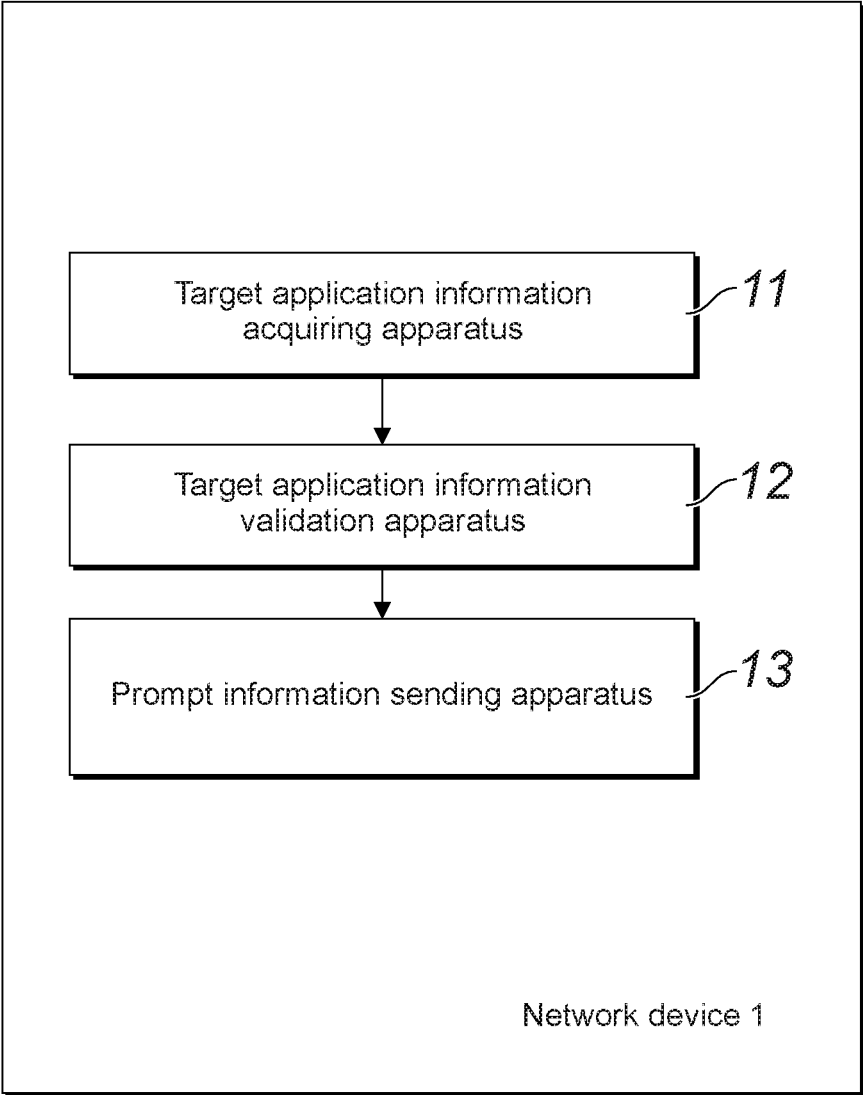 Target application information
acquiring apparatus
11
Target application information
validation apparatus
12
Prompt information sending apparatus
13
Network device 1